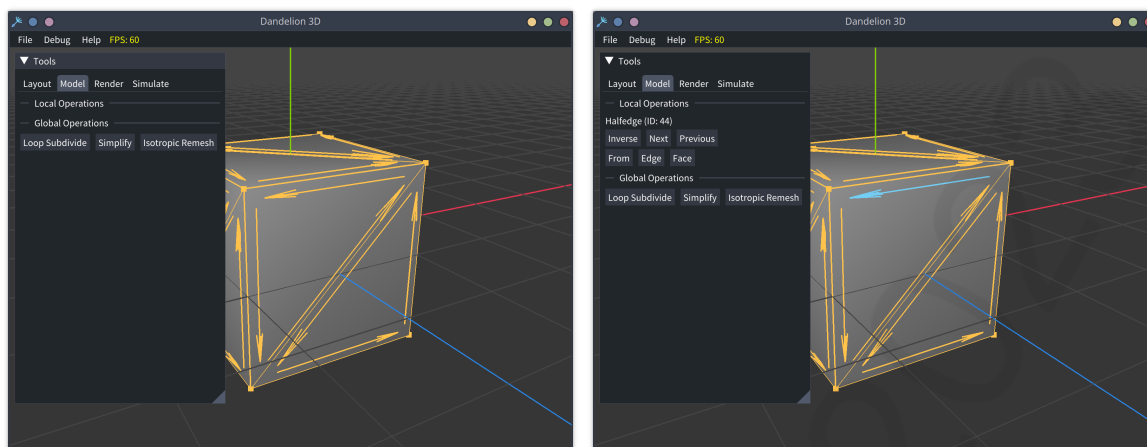 Dandelion 3D
File Debug Help FPS: 60
Tools
Layout Model Render Simulate
Local Operations
Global Operations
Loop Subdivide Simplify Isotropic Remesh
Dandelion 3D
File Debug Help FPS: 60
Tools
Layout Model Render Simulate
Local Operations
Halfedge (ID: 44)
Inverse Next Previous
From Edge Face
Global Operations
Loop Subdivide Simplify Isotropic Remesh